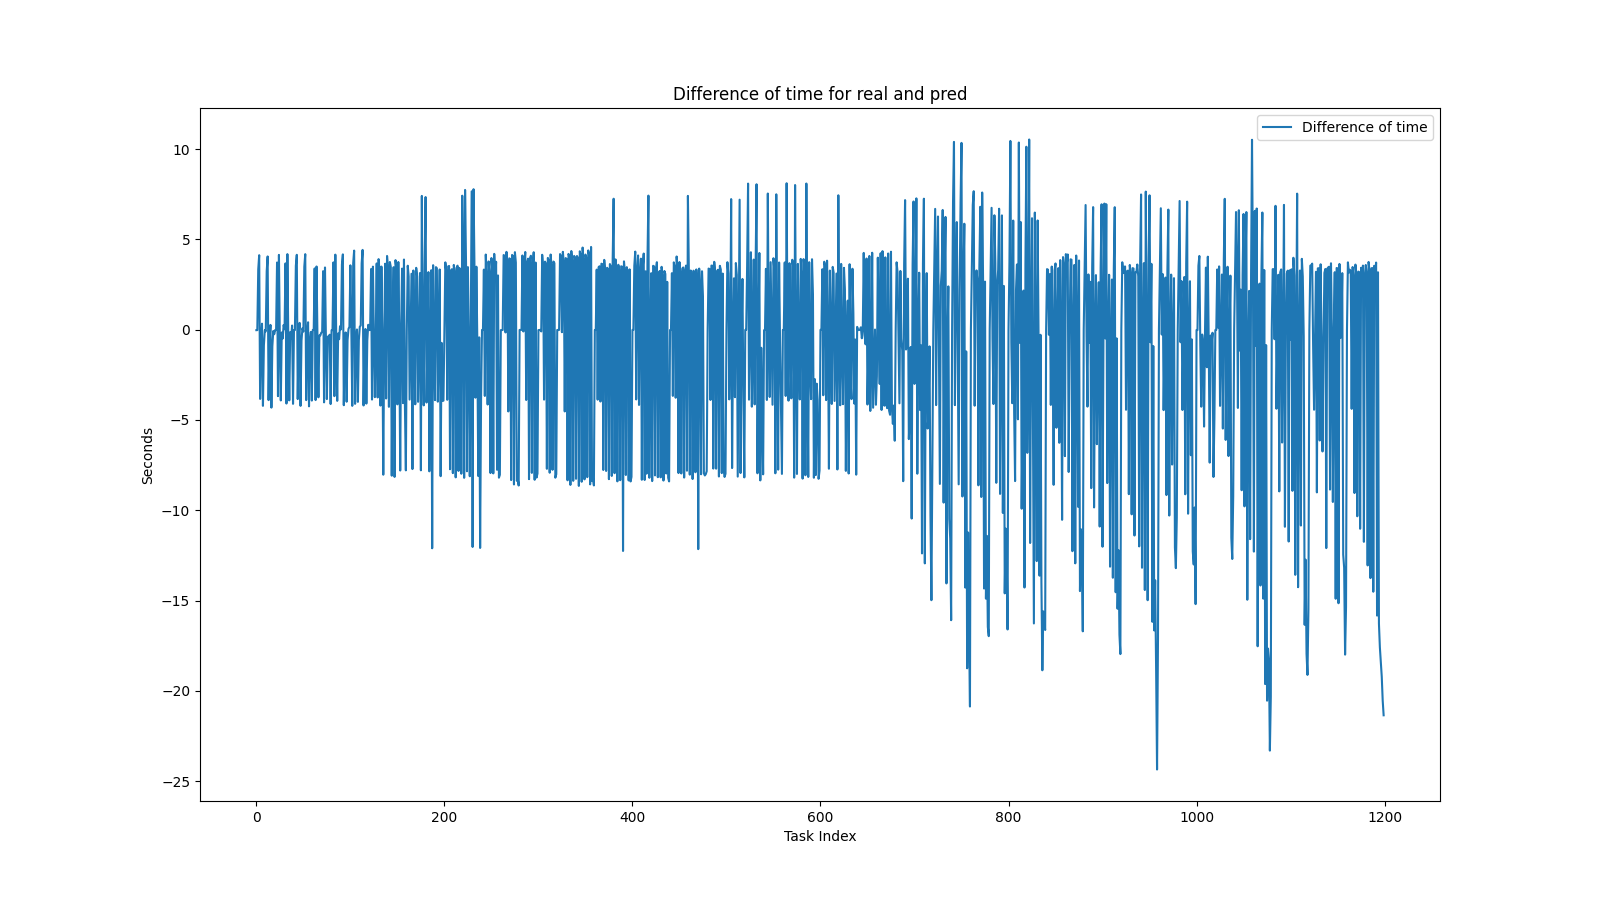 Difference of time for real and pred
Difference of time
10
5
0
−5
−10
−15
−20
−25
Seconds
0 200 400 600 800 1000 1200
Task Index